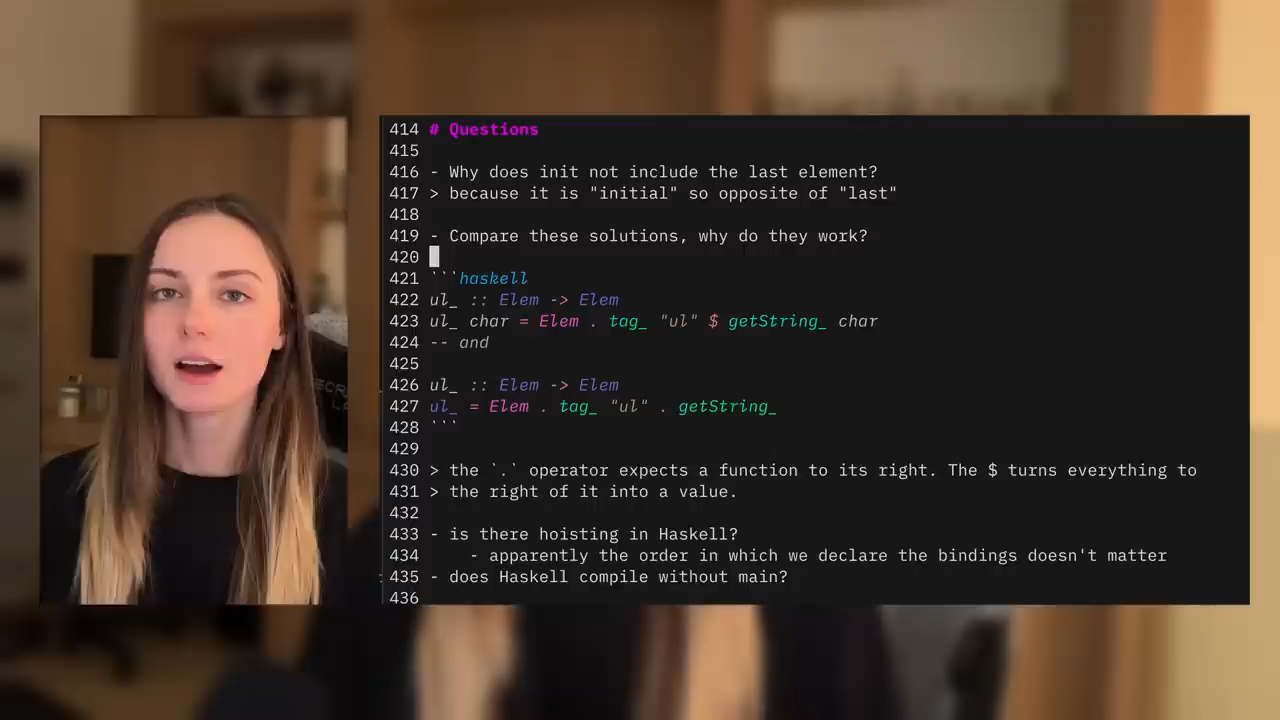 414 # Questions
415
416 - Why does init not include the last element?
417 > because it is "initial" so opposite of "last"
418
419 - Compare these solutions, why do they work?
420
421 ```haskell
422 ul_ :: Elem -> Elem
423 ul_ char = Elem . tag_ "ul" $ getString_ char
424 -- and
425
426 ul_ :: Elem -> Elem
427 ul_ = Elem . tag_ "ul" . getString_
428 ```
429
430 > the `.` operator expects a function to its right. The $ turns everything to
431 > the right of it into a value.
432
433 - is there hoisting in Haskell?
434     - apparently the order in which we declare the bindings doesn't matter
435 - does Haskell compile without main?
436